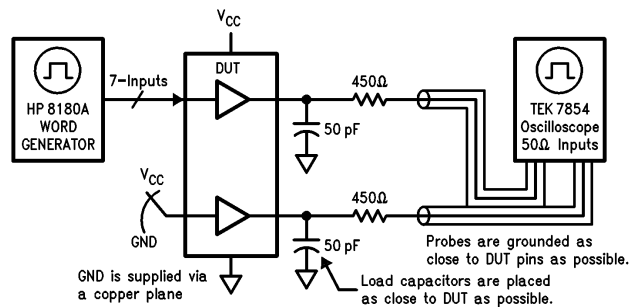 V_CC
HP 8180A
WORD
GENERATOR
7-Inputs
DUT
450Ω
50 pF
TEK 7854
Oscilloscope
50Ω Inputs
V_CC
GND
450Ω
50 pF
Probes are grounded as
close to DUT pins as possible.
GND is supplied via
a copper plane
Load capacitors are placed
as close to DUT as possible.